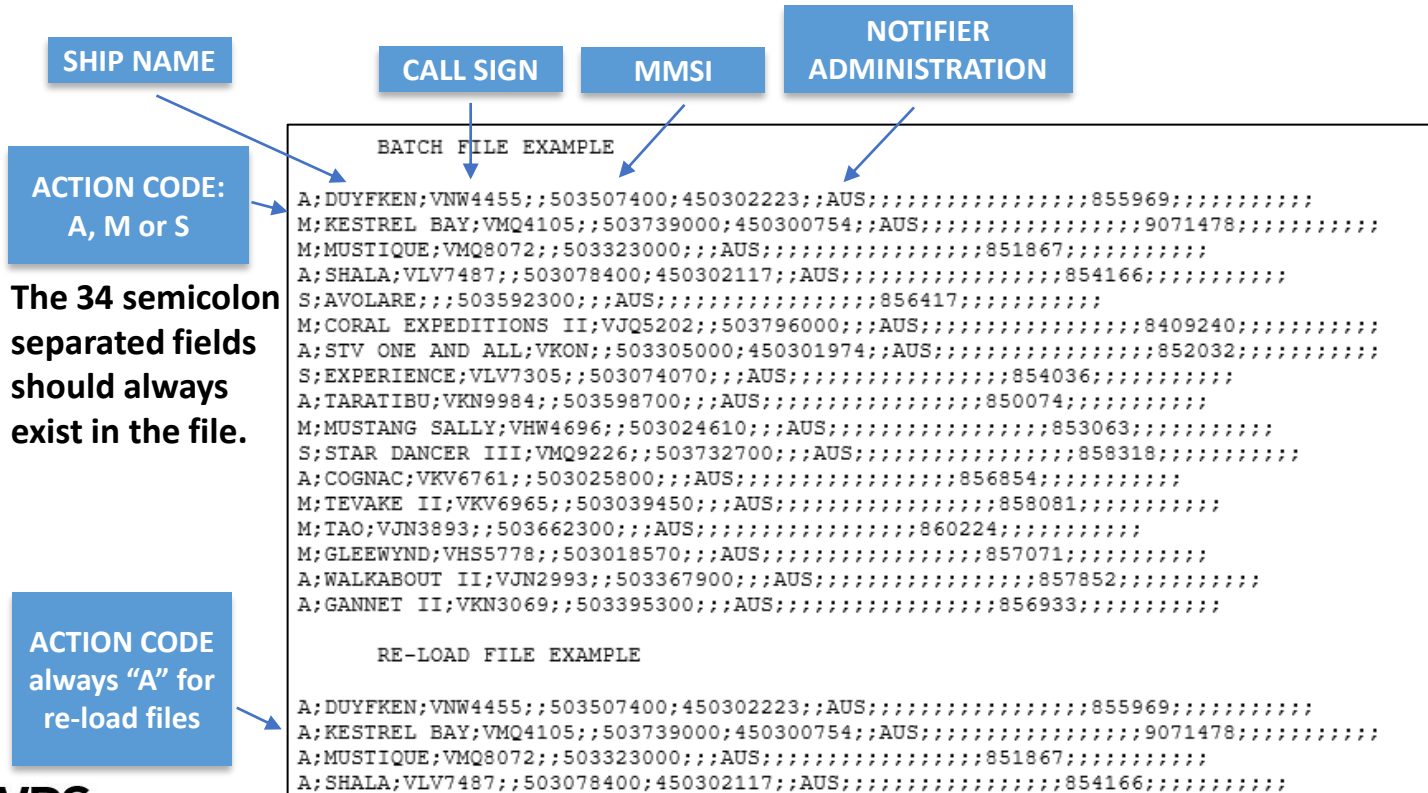 NOTIFIER
ADMINISTRATION
SHIP NAME
CALL SIGN
MMSI
BATCH FILE EXAMPLE
ACTION CODE:
A, M or S
The 34 semicolon
separated fields
should always
exist in the file.
A;DUYFKEN;VNW4455;;503507400;450302223;;AUS;;;;;;;;;;;;;;;;;855969;;;;;;;;;;;
M;KESTREL BAY;VMQ4105;;503739000;450300754;;AUS;;;;;;;;;;;;;;;;;9071478;;;;;;;;;;;
M;MUSTIQUE;VMQ8072;;503323000;;;AUS;;;;;;;;;;;;;;;;;851867;;;;;;;;;;;
A;SHALA;VLV7487;;503078400;450302117;;AUS;;;;;;;;;;;;;;;;;854166;;;;;;;;;;;
S;AVOLARE;;;503592300;;;AUS;;;;;;;;;;;;;;;;;856417;;;;;;;;;;;
M;CORAL EXPEDITIONS II;VJQ5202;;503796000;;;AUS;;;;;;;;;;;;;;;;;8409240;;;;;;;;;;;
A;STV ONE AND ALL;VKON;;503305000;450301974;;AUS;;;;;;;;;;;;;;;;;852032;;;;;;;;;;;
S;EXPERIENCE;VLV7305;;503074070;;;AUS;;;;;;;;;;;;;;;;;854036;;;;;;;;;;;
A;TARATIBU;VKN9984;;503598700;;;AUS;;;;;;;;;;;;;;;;;850074;;;;;;;;;;;
M;MUSTANG SALLY;VHW4696;;503024610;;;AUS;;;;;;;;;;;;;;;;;853063;;;;;;;;;;;
S;STAR DANCER III;VMQ9226;;503732700;;;AUS;;;;;;;;;;;;;;;;;858318;;;;;;;;;;;
A;COGNAC;VKV6761;;503025800;;;AUS;;;;;;;;;;;;;;;;;856854;;;;;;;;;;;
M;TEVAKE II;VKV6965;;503039450;;;AUS;;;;;;;;;;;;;;;;;858081;;;;;;;;;;;
M;TAO;VJN3893;;503662300;;;AUS;;;;;;;;;;;;;;;;;860224;;;;;;;;;;;
M;GLEEWYND;VHS5778;;503018570;;;AUS;;;;;;;;;;;;;;;;;857071;;;;;;;;;;;
A;WALKABOUT II;VJN2993;;503367900;;;AUS;;;;;;;;;;;;;;;;;857852;;;;;;;;;;;
A;GANNET II;VKN3069;;503395300;;;AUS;;;;;;;;;;;;;;;;;856933;;;;;;;;;;;
RE-LOAD FILE EXAMPLE
ACTION CODE
always “A” for
re-load files
A;DUYFKEN;VNW4455;;503507400;450302223;;AUS;;;;;;;;;;;;;;;;;855969;;;;;;;;;;;
A;KESTREL BAY;VMQ4105;;503739000;450300754;;AUS;;;;;;;;;;;;;;;;;9071478;;;;;;;;;;;
A;MUSTIQUE;VMQ8072;;503323000;;;AUS;;;;;;;;;;;;;;;;;851867;;;;;;;;;;;
A;SHALA;VLV7487;;503078400;450302117;;AUS;;;;;;;;;;;;;;;;;854166;;;;;;;;;;;